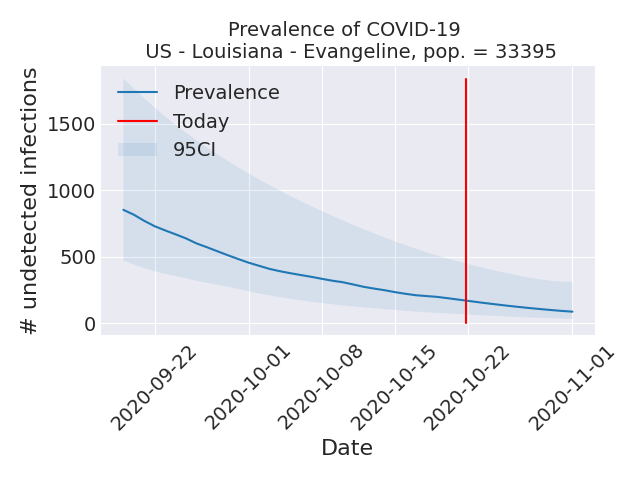 Prevalence of COVID-19
US - Louisiana - Evangeline, pop. = 33395
# undetected infections
1500
1000
500
0
Prevalence
Today
95CI
2020-09-22
2020-10-01
2020-10-08
2020-10-15
2020-10-22
2020-11-01
Date